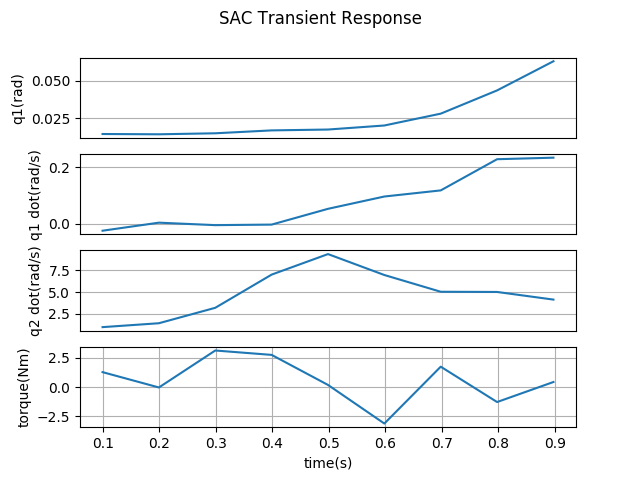 SAC Transient Response
q1(rad)
0.050
0.025
q1 dot(rad/s)
0.2
0.0
q2 dot(rad/s)
7.5
5.0
2.5
torque(Nm)
2.5
0.0
−2.5
0.1 0.2 0.3 0.4 0.5 0.6 0.7 0.8 0.9
time(s)